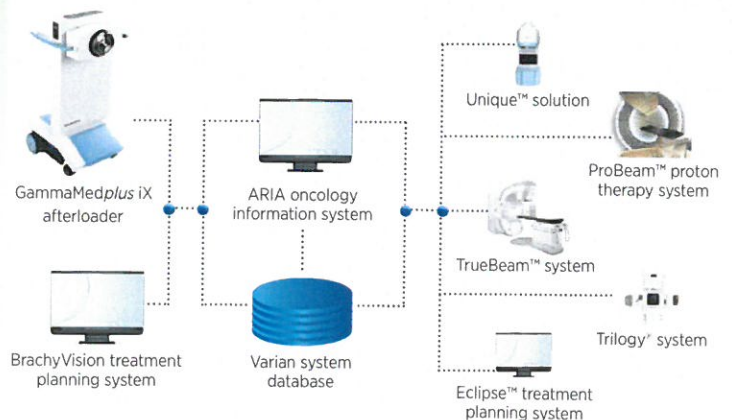 GammaMedplus iX
afterloader
BrachyVision treatment
planning system
ARIA oncology
information system
Varian system
database
Unique™ solution
ProBeam™ proton
therapy system
TrueBeam™ system
Trilogy® system
Eclipse™ treatment
planning system